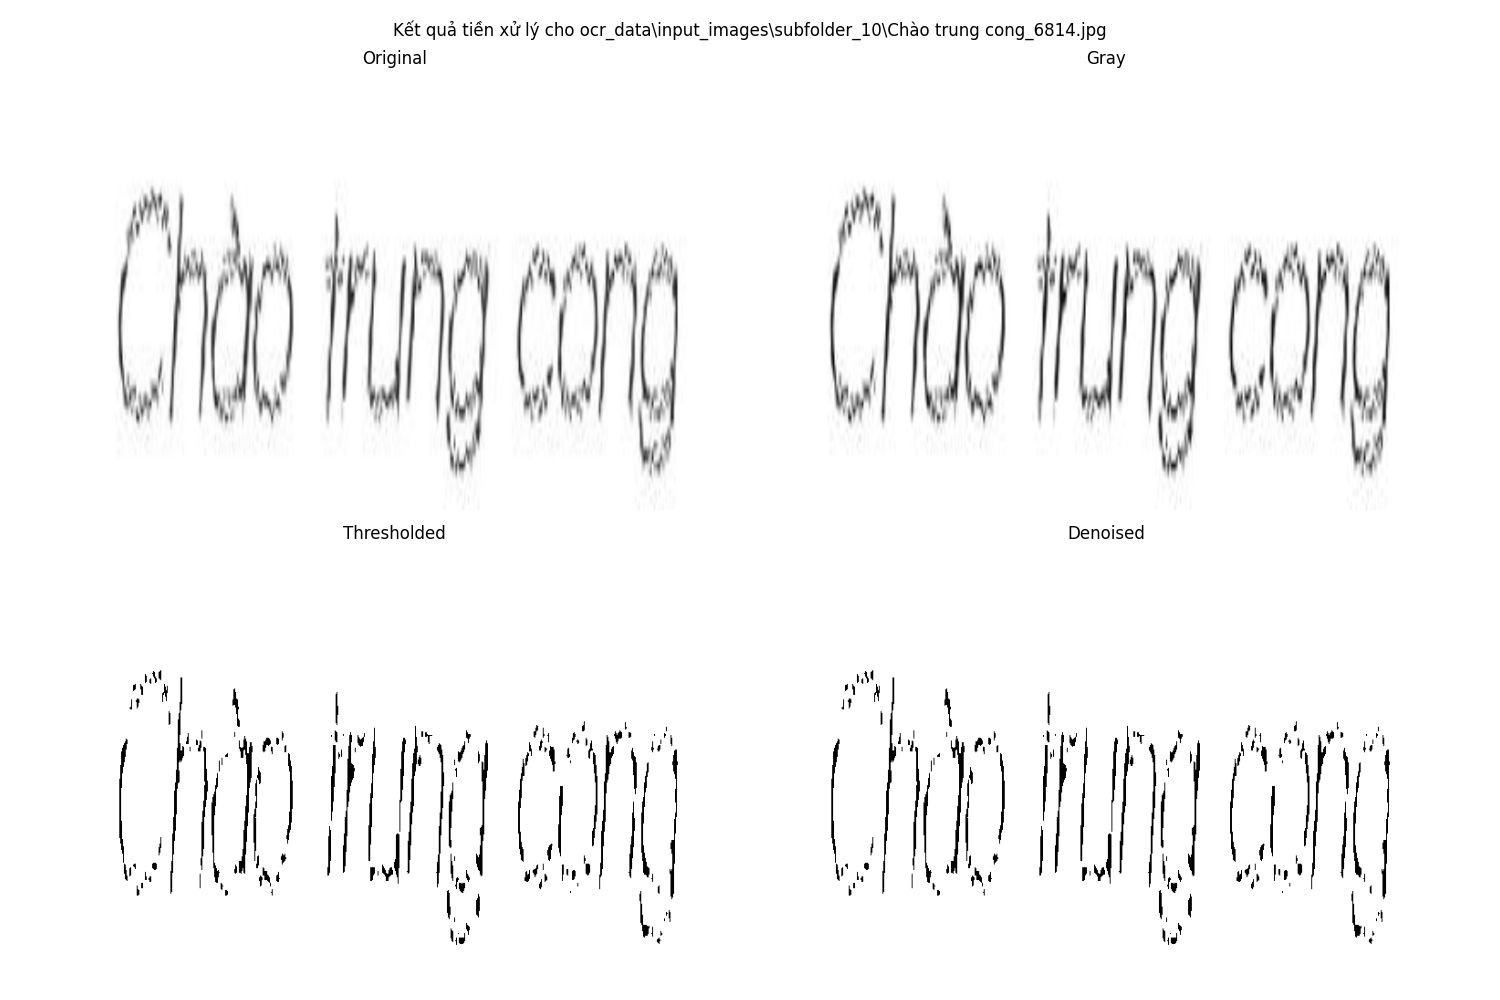 Kết quả tiền xử lý cho ocr_data\input_images\subfolder_10\Chào trung cong_6814.jpg
Original
Gray
Chào trung cong
Chào trung cong
Thresholded
Denoised
Chào trung cong
Chào trung cong